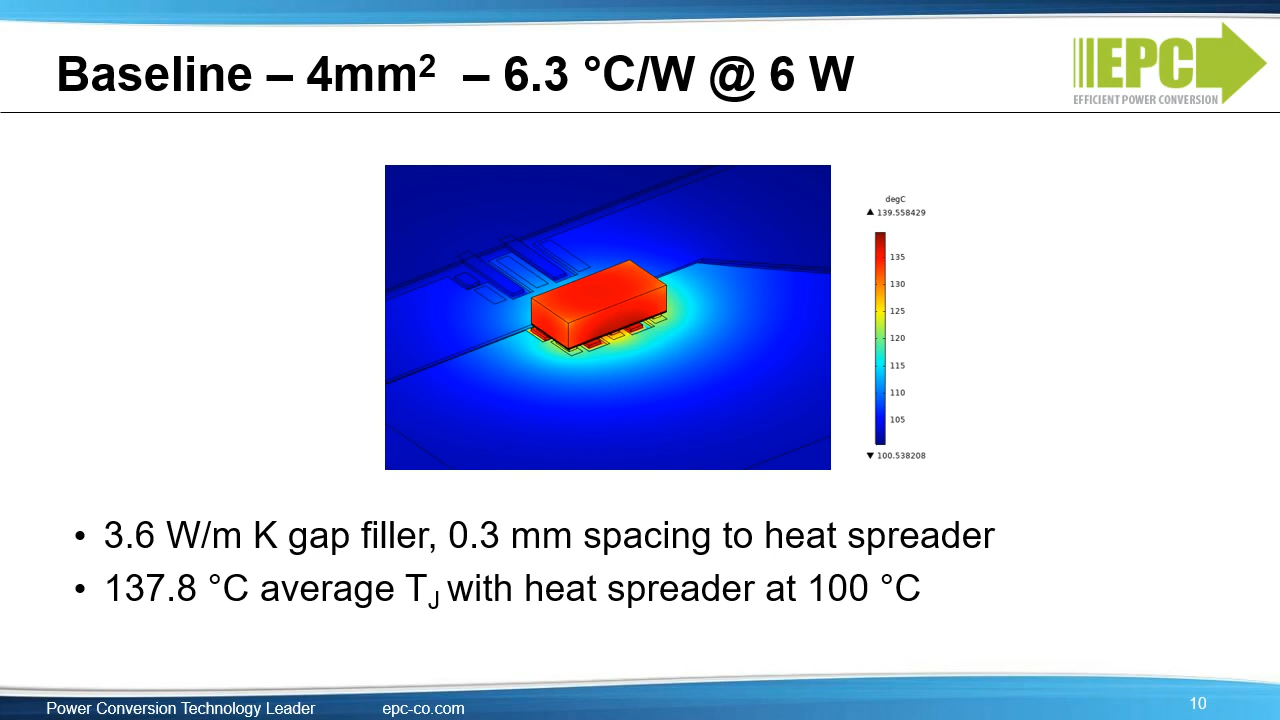 Baseline – 4mm² – 6.3 °C/W @ 6 W
EPC
EFFICIENT POWER CONVERSION
degC
▲ 139.558429
135
130
125
120
115
110
105
▼ 100.538208
• 3.6 W/m K gap filler, 0.3 mm spacing to heat spreader
• 137.8 °C average TJ with heat spreader at 100 °C
Power Conversion Technology Leader epc-co.com 10